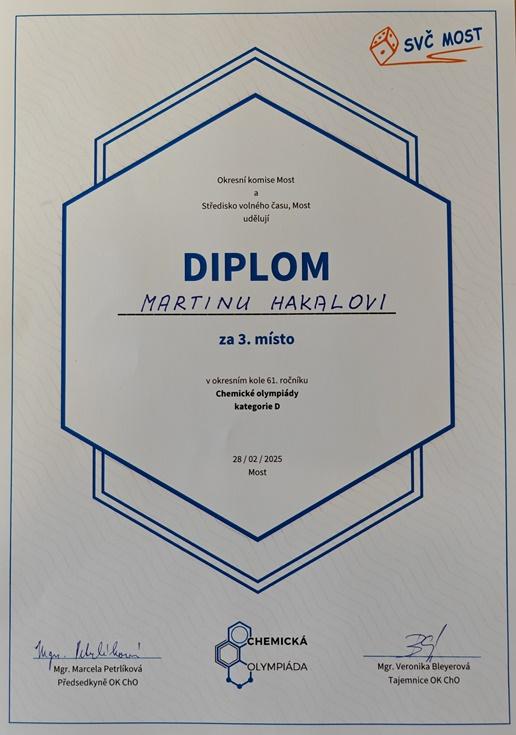 SVČ MOST
Okresní komise Most
a
Středisko volného času, Most
udělují
DIPLOM
MARTINU HAKALOVI
za 3. místo
v okresním kole 61. ročníku
Chemické olympiády
kategorie D
28 / 02 / 2025
Most
Mgr. Petrlíková
Mgr. Marcela Petrlíková
Předsedkyně OK ChO
CHEMICKÁ
OLYMPIÁDA
Mgr. Veronika Bleyerová
Tajemnice OK ChO